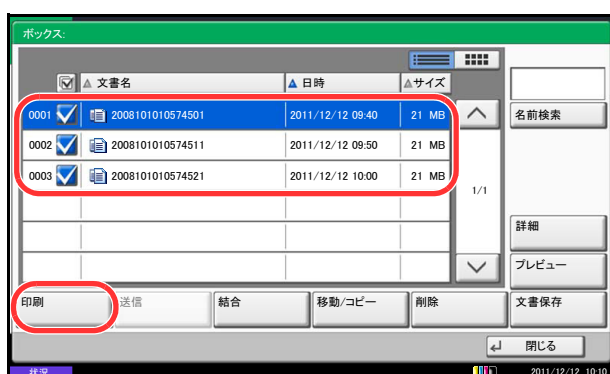 ボックス:
▲ 文書名 ▲ 日時 ▲サイズ
0001 2008101010574501 2011/12/12 09:40 21 MB 名前検索
0002 2008101010574511 2011/12/12 09:50 21 MB
0003 2008101010574521 2011/12/12 10:00 21 MB
1/1
詳細
プレビュー
印刷 送信 結合 移動/コピー 削除 文書保存
閉じる
状況 2011/12/12 10:10